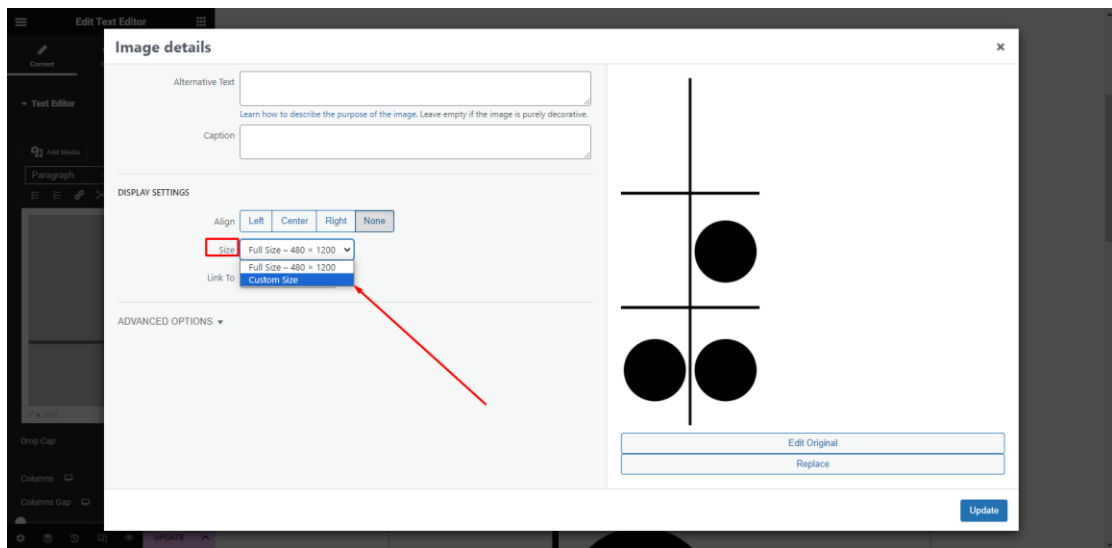 Edit Text Editor
Image details
×
Content
Text Editor
Add Media
Paragraph
Alternative Text
Learn how to describe the purpose of the image. Leave empty if the image is purely decorative.
Caption
DISPLAY SETTINGS
Align Left Center Right None
Size Full Size – 480 × 1200
Full Size – 480 × 1200
Link To Custom Size
ADVANCED OPTIONS
Drop Cap
Edit Original
Replace
Columns
Columns Gap
Update
UPDATE